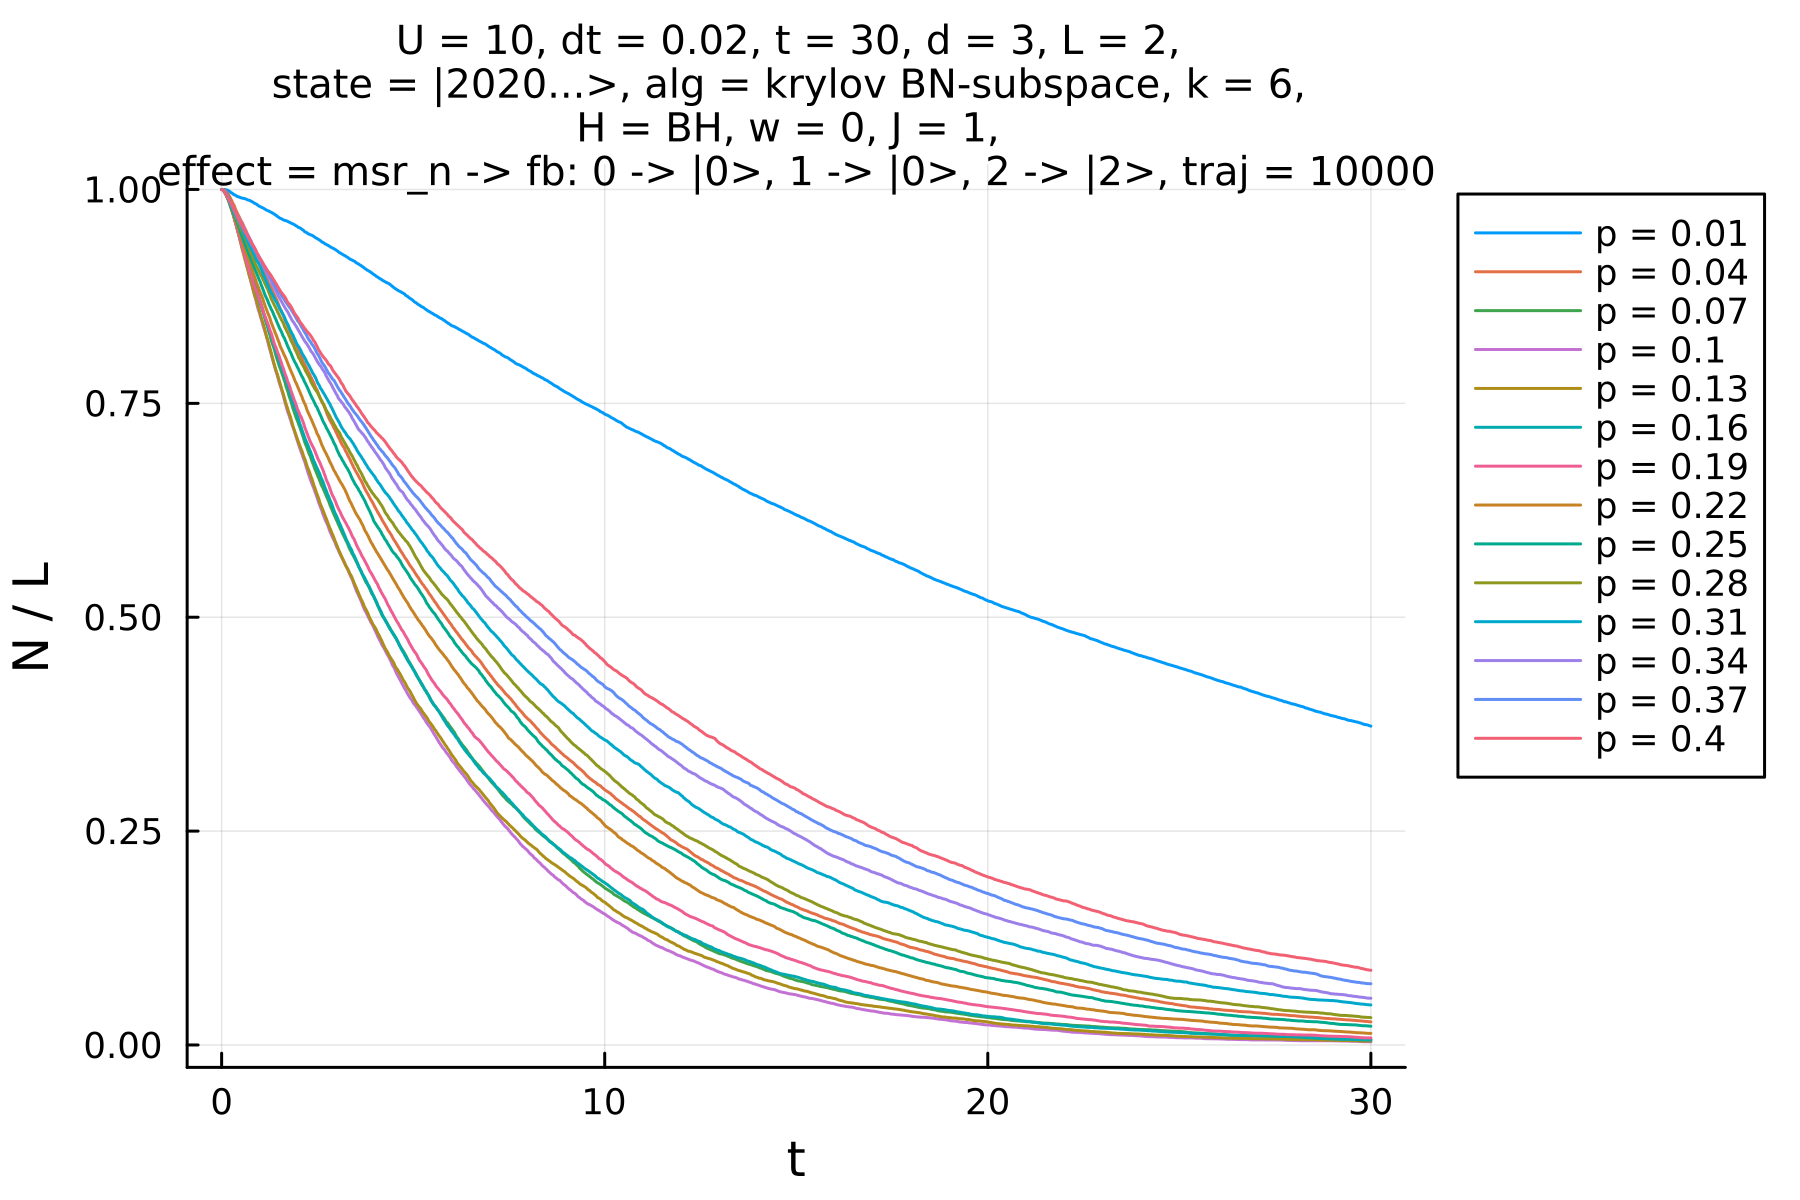 U = 10, dt = 0.02, t = 30, d = 3, L = 2,
state = |2020...>, alg = krylov BN-subspace, k = 6,
H = BH, w = 0, J = 1,
effect = msr_n -> fb: 0 -> |0>, 1 -> |0>, 2 -> |2>, traj = 10000
1.00
0.75
0.50
0.25
0.00
N / L
0
10
20
30
t
p = 0.01
p = 0.04
p = 0.07
p = 0.1
p = 0.13
p = 0.16
p = 0.19
p = 0.22
p = 0.25
p = 0.28
p = 0.31
p = 0.34
p = 0.37
p = 0.4